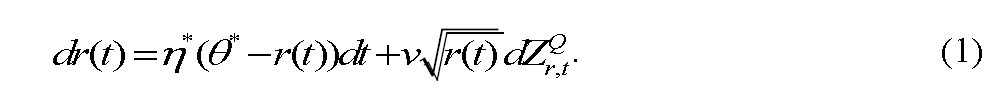 dr(t) = η*(θ* − r(t))dt + v√r(t) dZ^Q_{r,t}. (1)